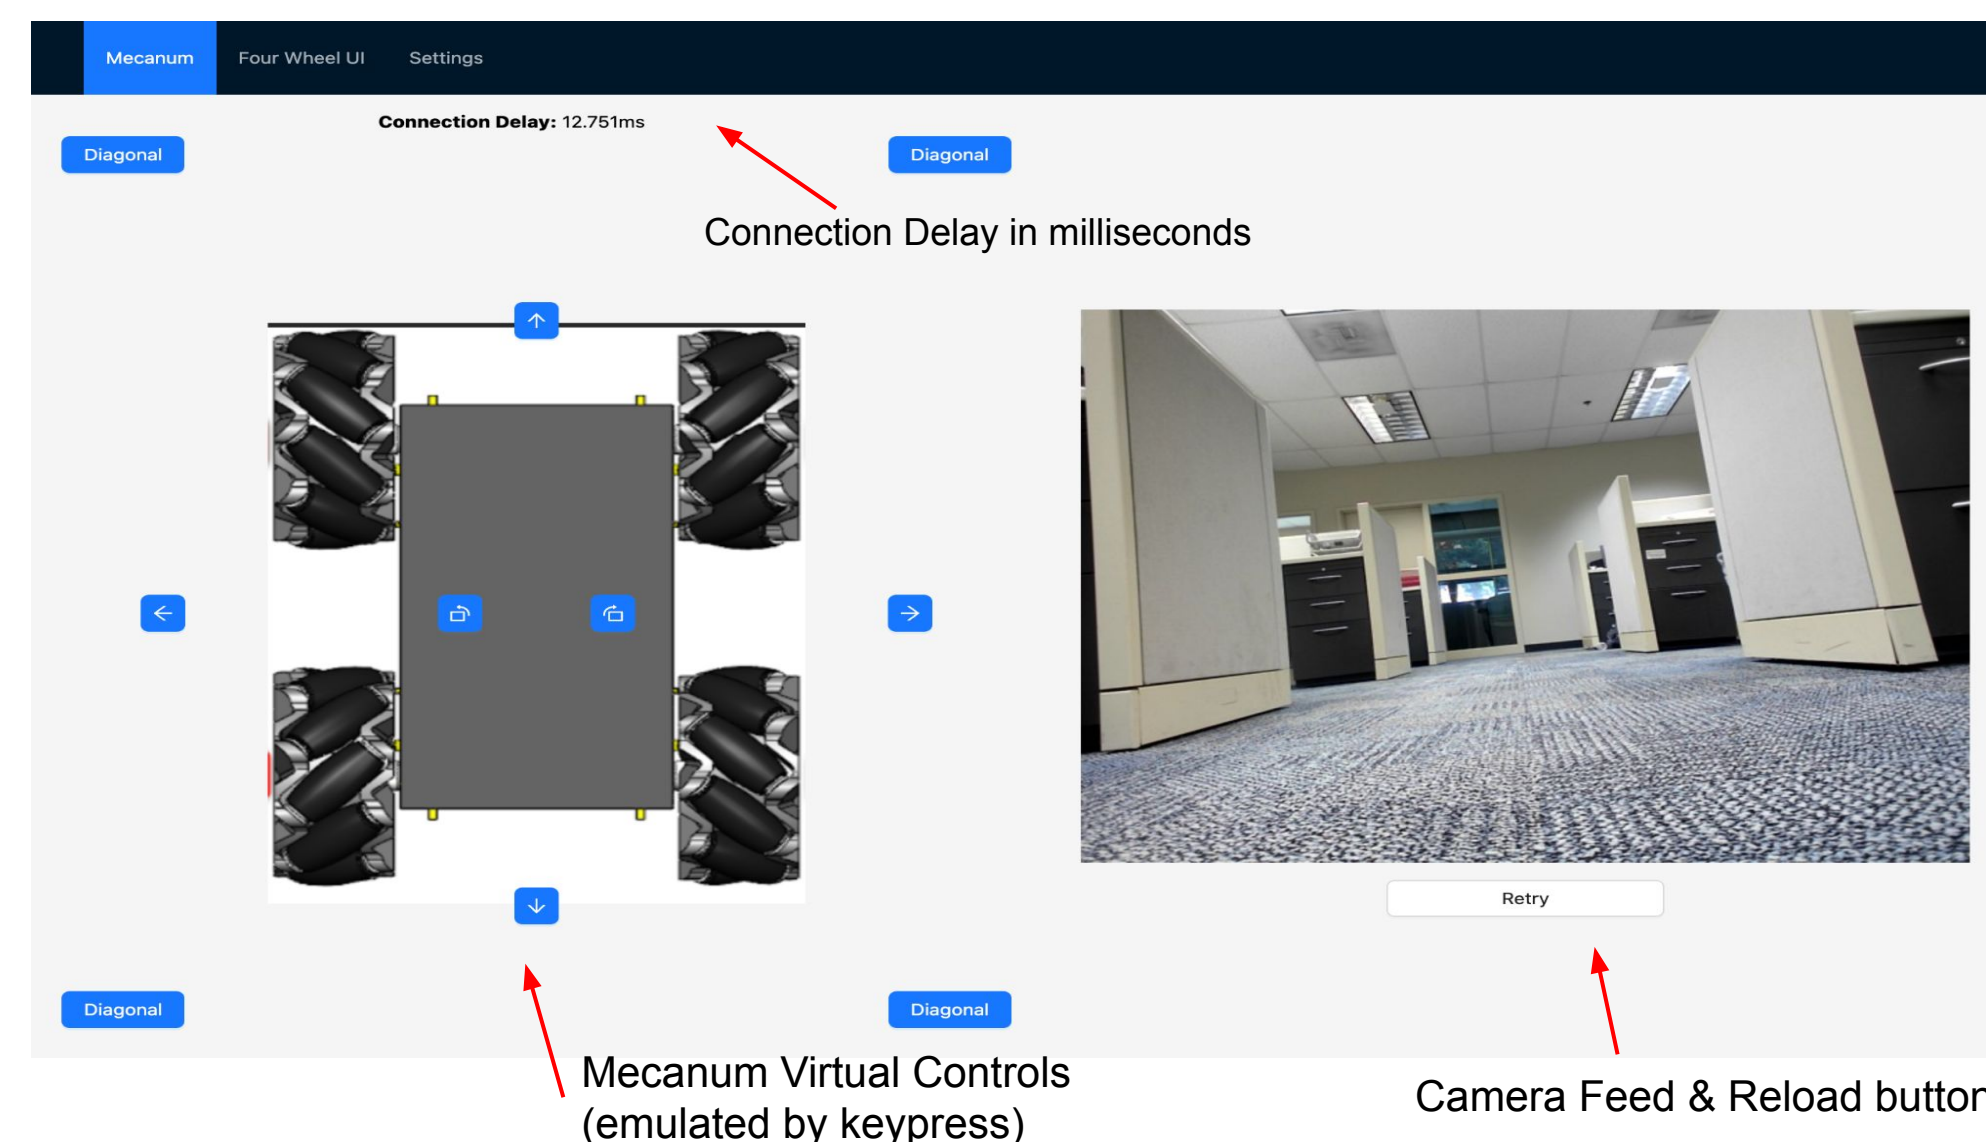 Mecanum
Four Wheel UI
Settings
Connection Delay: 12.751ms
Diagonal
Diagonal
Connection Delay in milliseconds
Retry
Diagonal
Diagonal
Mecanum Virtual Controls
(emulated by keypress)
Camera Feed & Reload button